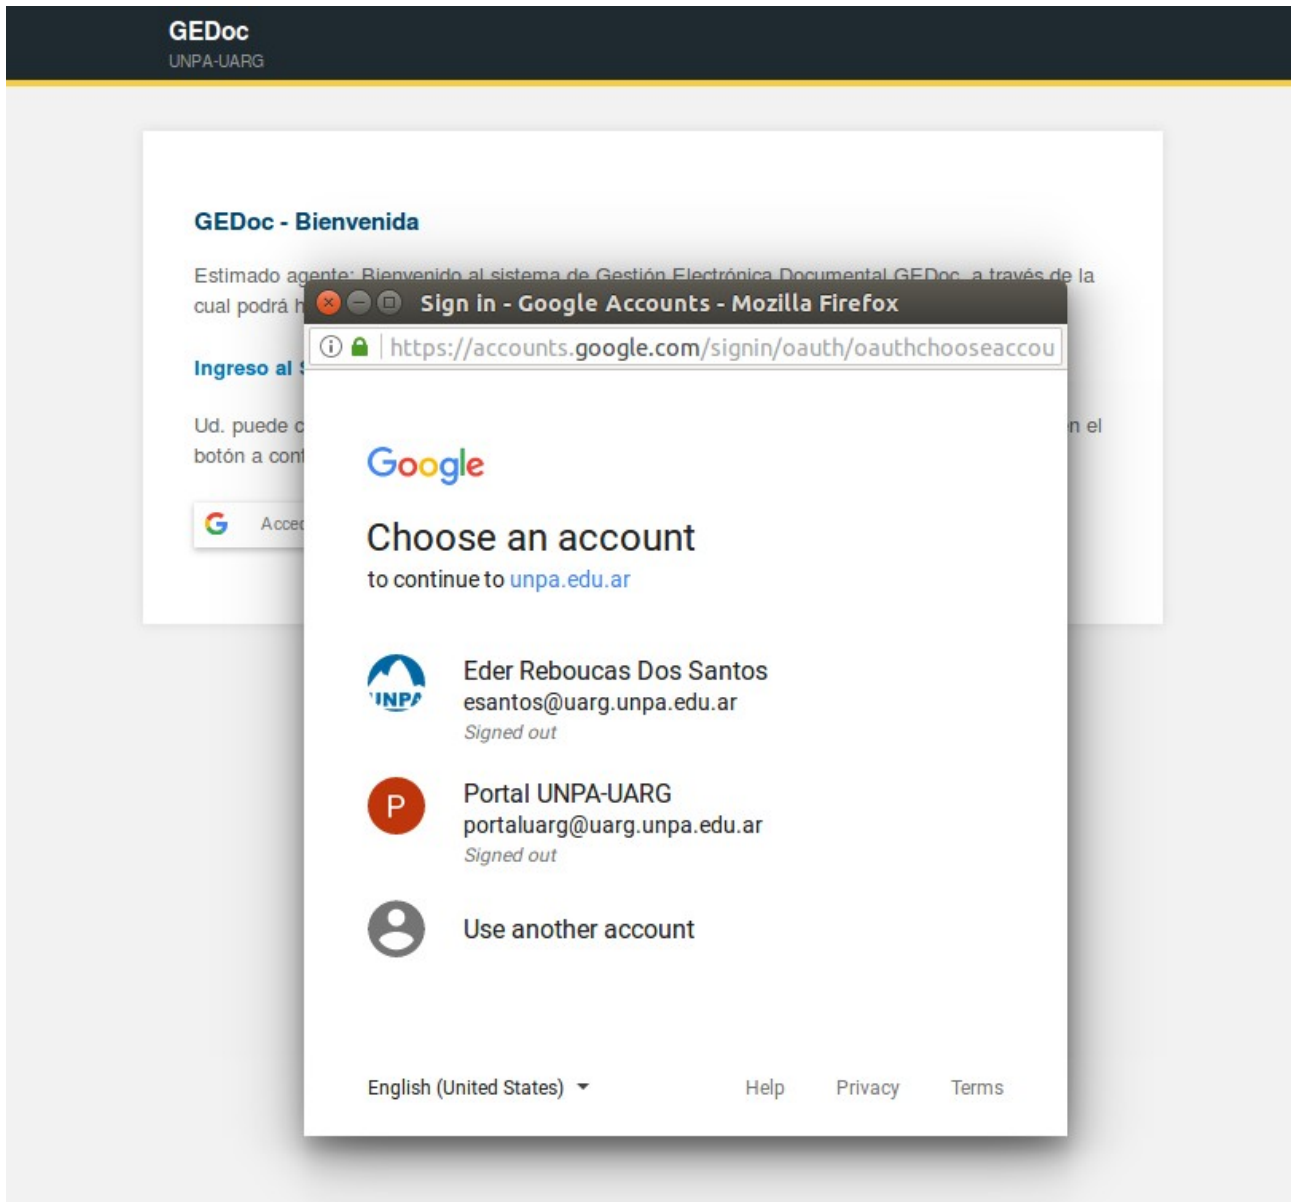 GEDoc
UNPA-UARG
GEDoc - Bienvenida
Estimado agente: Bienvenido al sistema de Gestión Electrónica Documental GEDoc, a través de la
cual podrá
Sign in - Google Accounts - Mozilla Firefox
https://accounts.google.com/signin/oauth/oauthchooseaccou
Ingreso al
Ud. puede
el
botón a
Google
Choose an account
to continue to unpa.edu.ar
G
UNPA
Eder Reboucas Dos Santos
esantos@uarg.unpa.edu.ar
Signed out
P
Portal UNPA-UARG
portaluarg@uarg.unpa.edu.ar
Signed out
Use another account
English (United States)
Help
Privacy
Terms